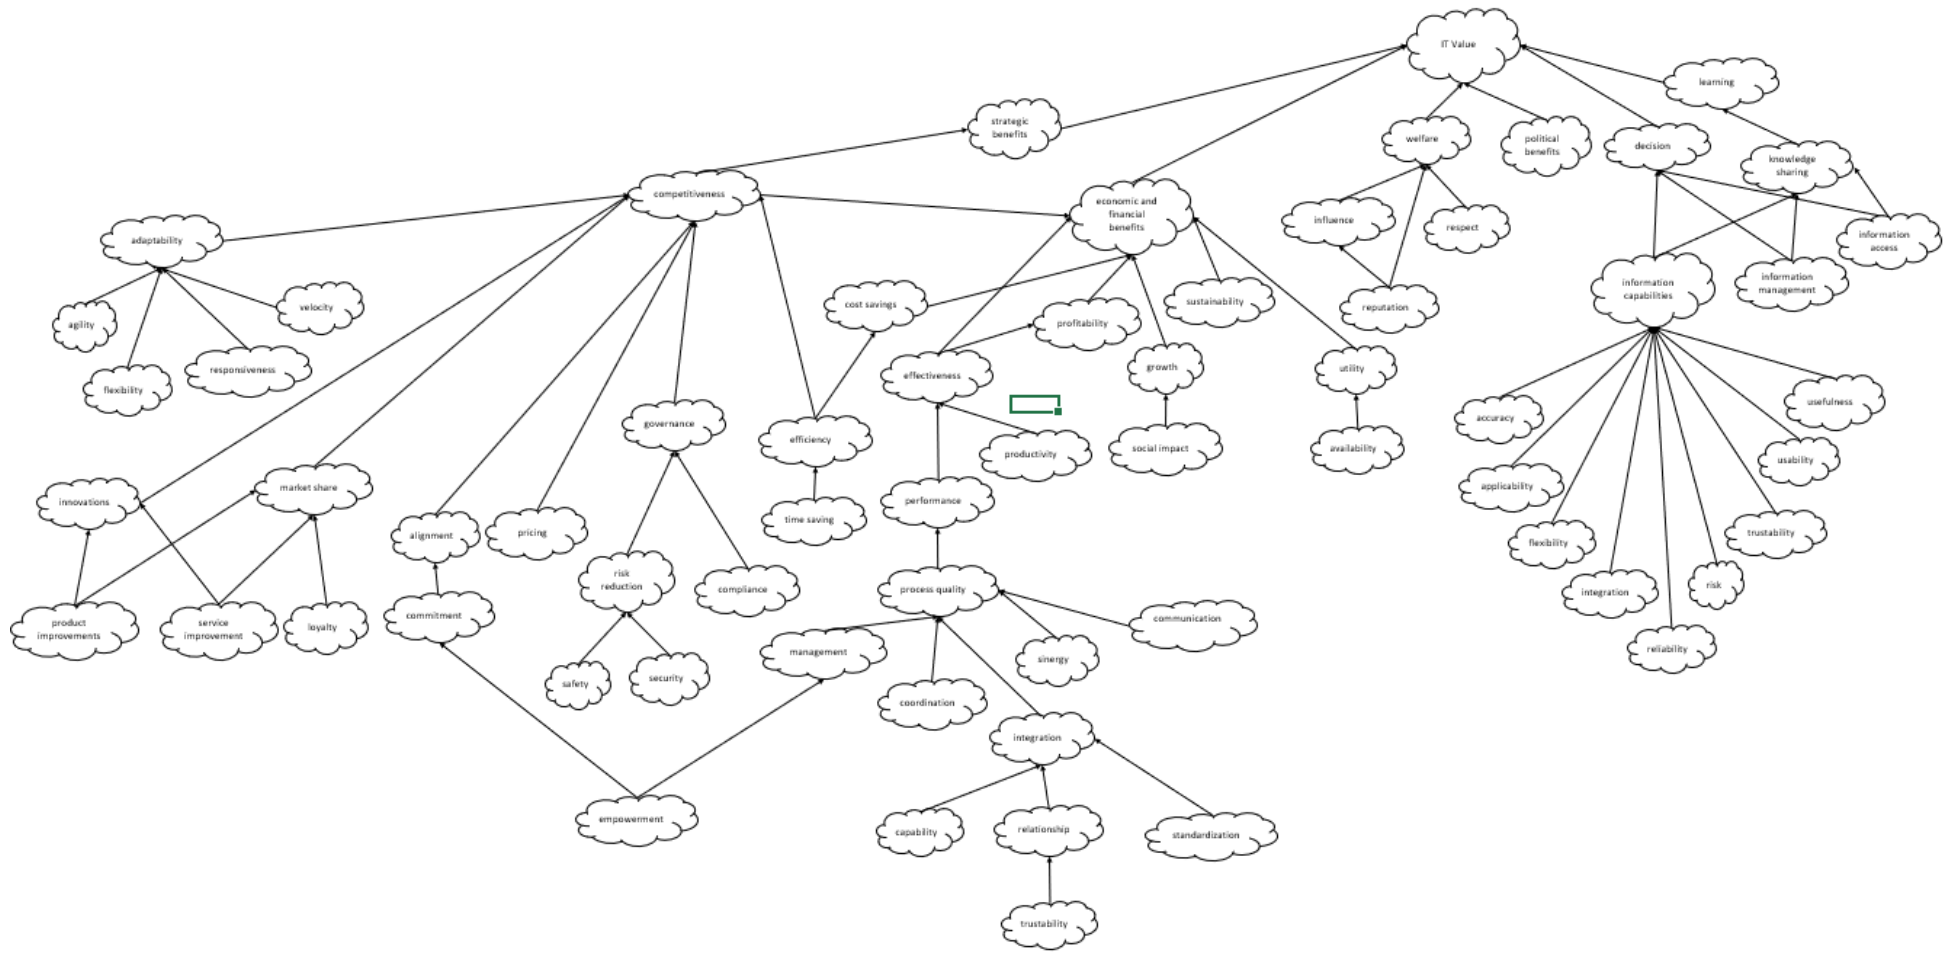 IT Value
learning
strategic
benefits
welfare
political
benefits
decision
knowledge
sharing
competitiveness
economic and
financial
benefits
influence
respect
information
access
adaptability
information
capabilities
information
management
agility
velocity
cost savings
profitability
sustainability
reputation
flexibility
responsiveness
effectiveness
growth
utility
governance
efficiency
productivity
social impact
availability
accuracy
usefulness
usability
applicability
innovations
market share
alignment
pricing
time saving
performance
flexibility
trustability
risk
reduction
compliance
process quality
integration
risk
product
improvements
service
improvement
loyalty
commitment
communication
management
sinergy
reliability
safety
security
coordination
integration
empowerment
capability
relationship
standardization
trustability